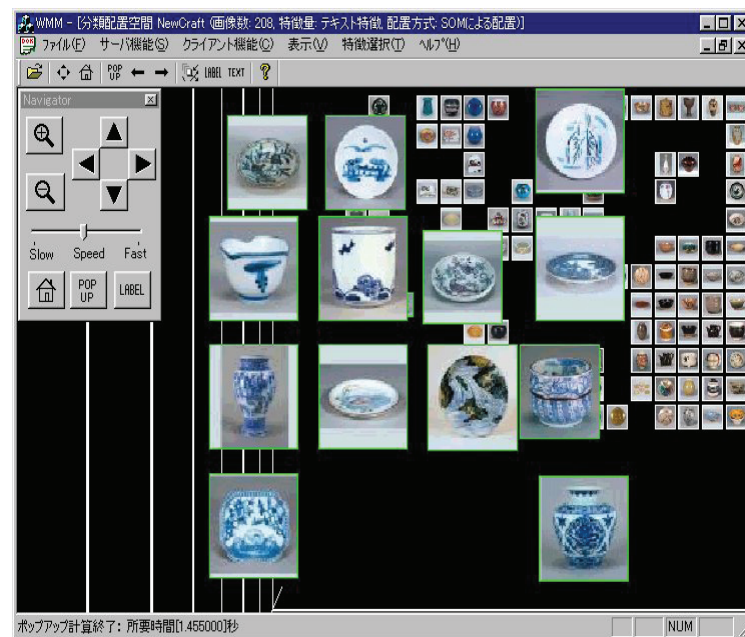 WMM - [分類配置空間 NewCraft (画像数: 208, 特徴量: テキスト特徴, 配置方式: SOMによる配置)]
ファイル(F) サーバ機能(S) クライアント機能(C) 表示(V) 特徴選択(T) ヘルプ(H)
POP UP LABEL TEXT
Navigator
Slow Speed Fast
POP UP LABEL
ポップアップ計算終了: 所要時間[1.455000]秒
NUM